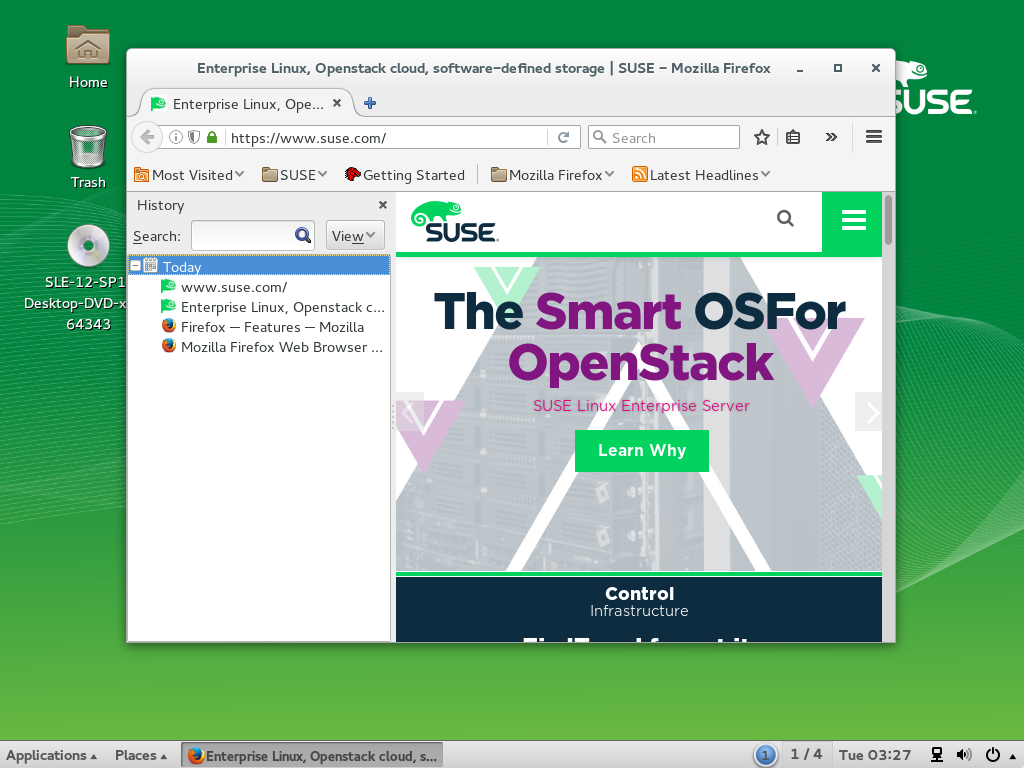 Home
Trash
SLE-12-SP1
Desktop-DVD-x
64343
SUSE
Enterprise Linux, Openstack cloud, software-defined storage | SUSE - Mozilla Firefox
Enterprise Linux, Ope...
https://www.suse.com/
Search
Most Visited
SUSE
Getting Started
Mozilla Firefox
Latest Headlines
History
Search:
View
Today
www.suse.com/
Enterprise Linux, Openstack c...
Firefox — Features — Mozilla
Mozilla Firefox Web Browser ...
SUSE
The Smart OSFor
OpenStack
SUSE Linux Enterprise Server
Learn Why
Control
Infrastructure
Applications
Places
Enterprise Linux, Openstack cloud, s...
1
1 / 4
Tue 03:27